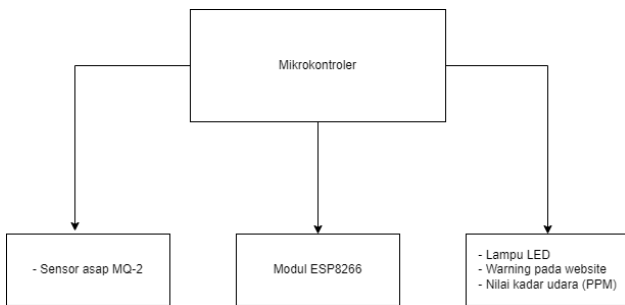 Mikrokontroler
- Sensor asap MQ-2
Modul ESP8266
- Lampu LED
- Warning pada website
- Nilai kadar udara (PPM)